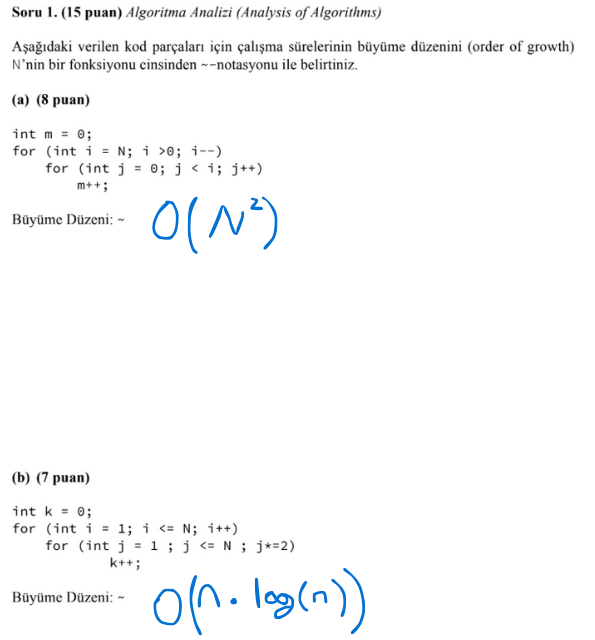 Soru 1. (15 puan) Algoritma Analizi (Analysis of Algorithms)
Aşağıdaki verilen kod parçaları için çalışma sürelerinin büyüme düzenini (order of growth)
N'nin bir fonksiyonu cinsinden ~-notasyonu ile belirtiniz.
(a) (8 puan)
int m = 0;
for (int i = N; i >0; i--)
for (int j = 0; j < i; j++)
m++;
Büyüme Düzeni: ~ O(N²)
(b) (7 puan)
int k = 0;
for (int i = 1; i <= N; i++)
for (int j = 1 ; j <= N ; j*=2)
k++;
Büyüme Düzeni: ~ O(n. log(n))